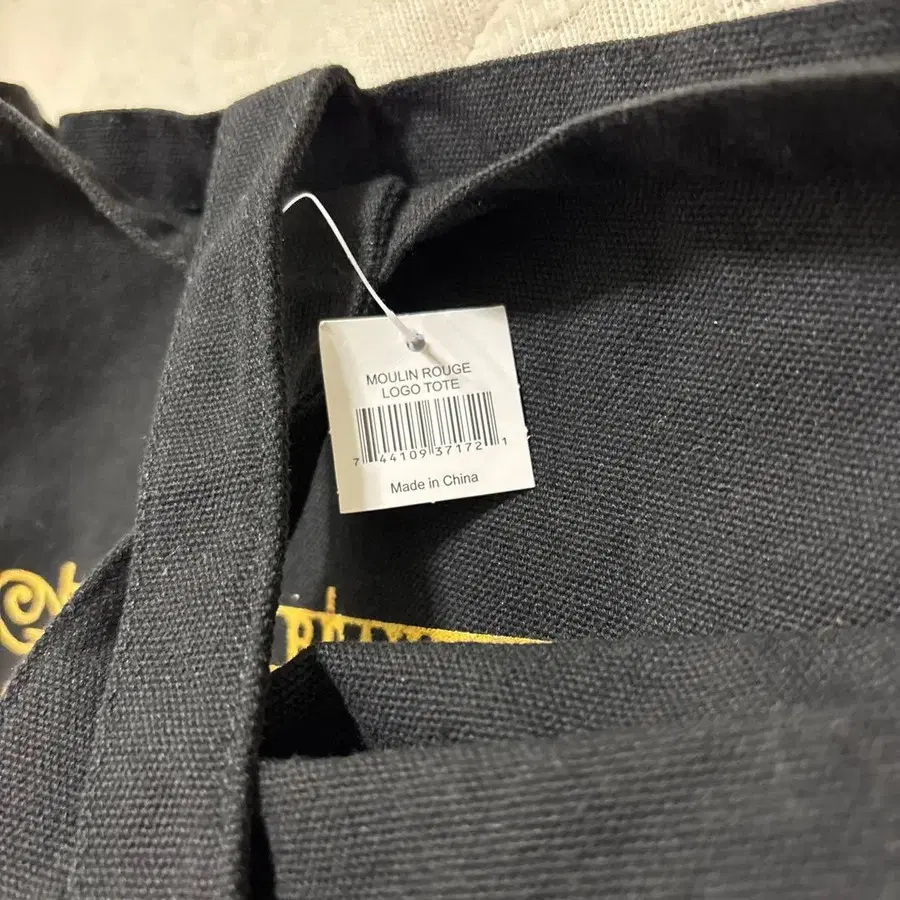 MOULIN ROUGE
LOGO TOTE
7 44109 37172 1
Made in China